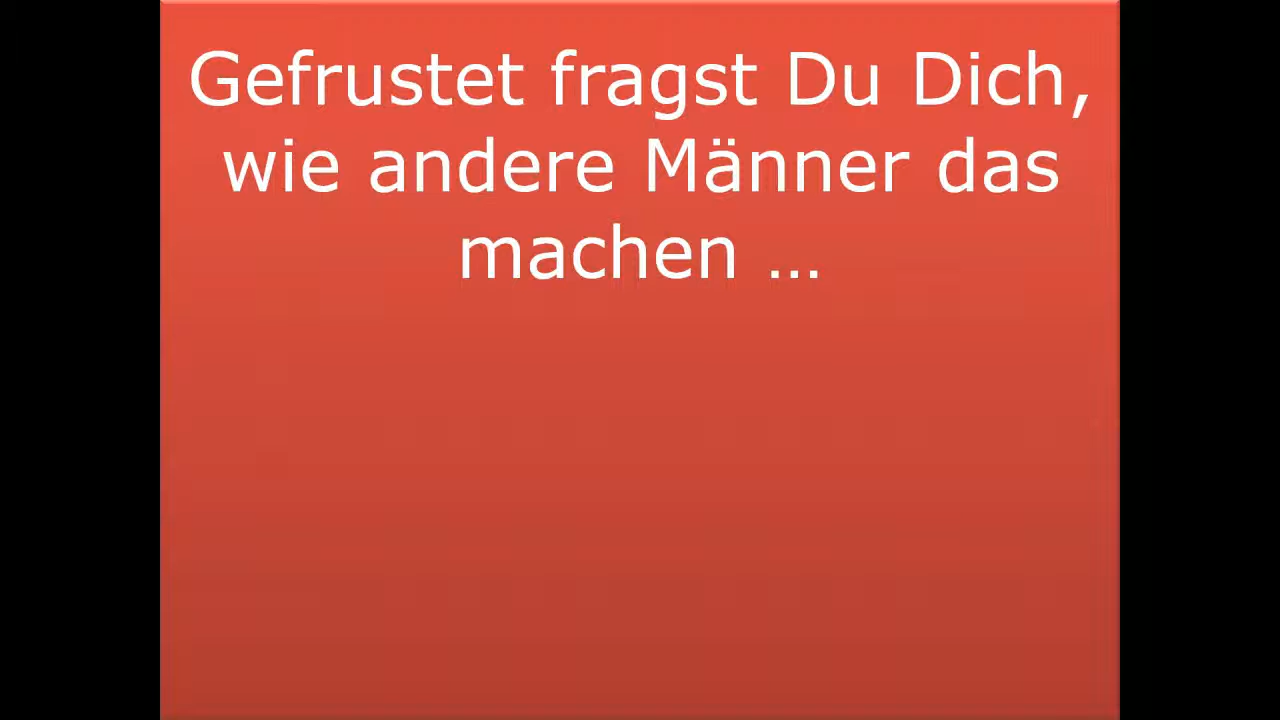 Gefrustet fragst Du Dich,
wie andere Männer das
machen …